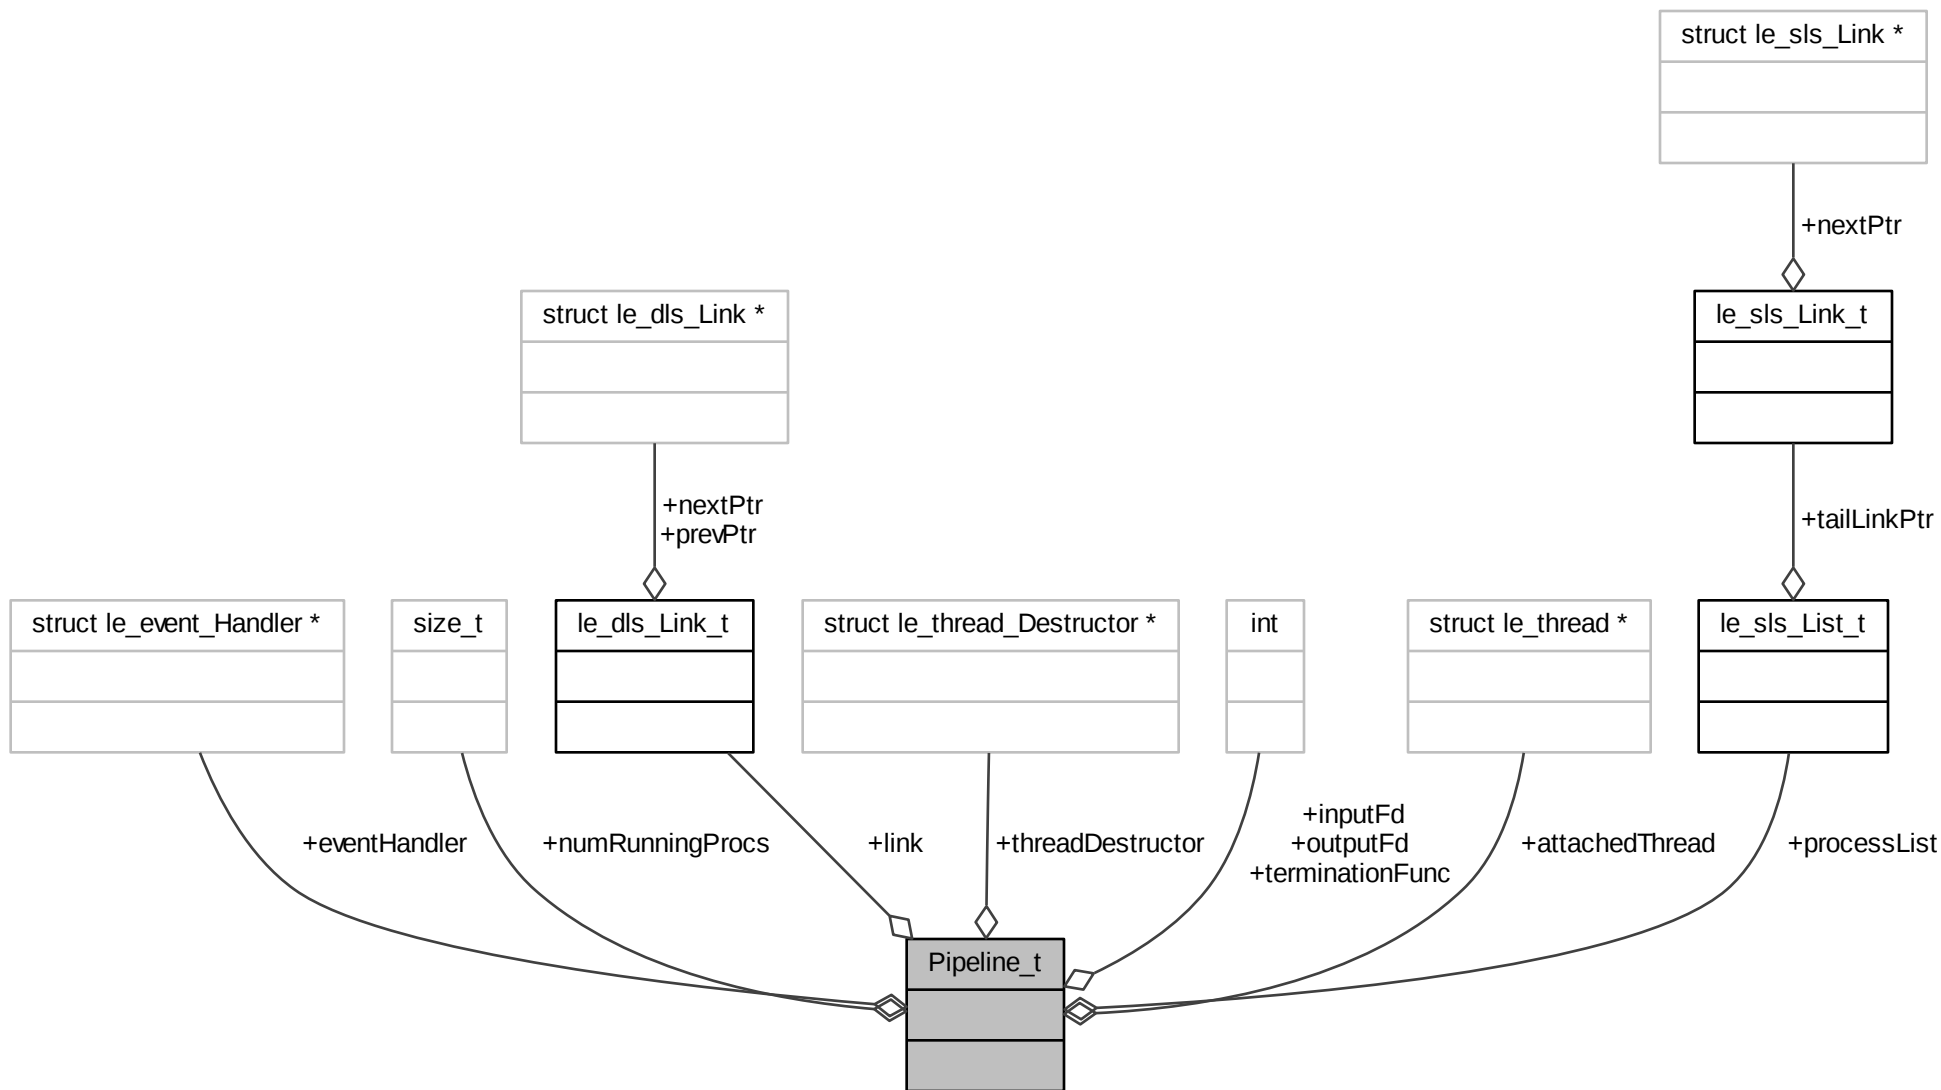 struct le_sls_Link *
+nextPtr
struct le_dls_Link *
le_sls_Link_t
+nextPtr
+prevPtr
+tailLinkPtr
struct le_event_Handler *
size_t
le_dls_Link_t
struct le_thread_Destructor *
int
struct le_thread *
le_sls_List_t
+eventHandler
+numRunningProcs
+link
+threadDestructor
+inputFd
+outputFd
+terminationFunc
+attachedThread
+processList
Pipeline_t